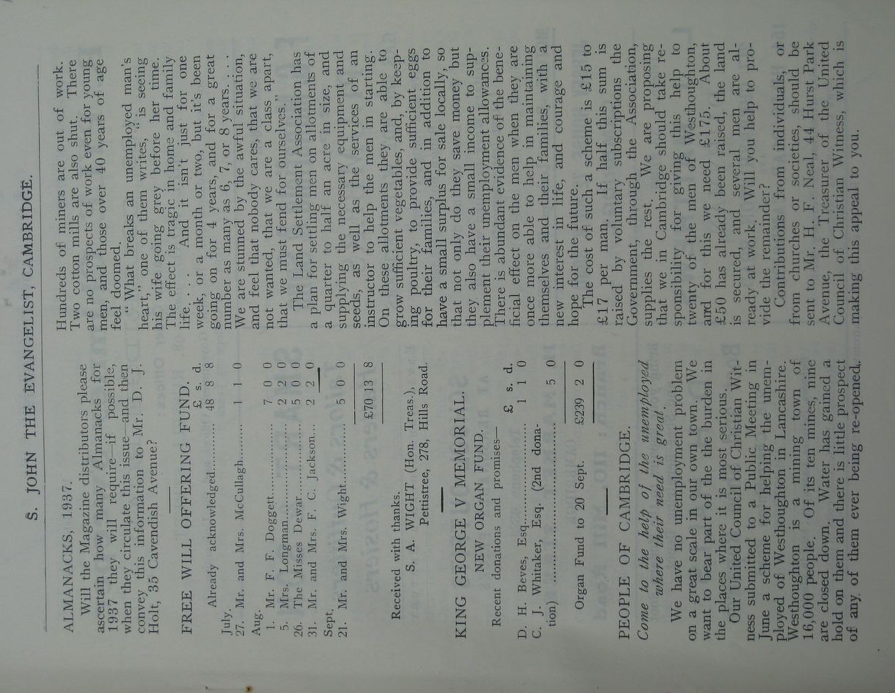 S. JOHN THE EVANGELIST, CAMBRIDGE.
ALMANACKS, 1937.
Will the Magazine distributors please
ascertain how many Almanacks for
1937 they will require—if possible,
when they circulate this issue—and then
convey this information to Mr. D. J.
Holt, 35 Cavendish Avenue?
FREE WILL OFFERING FUND.
£ s. d.
Already acknowledged....... 48 8 8
July.
27. Mr. and Mrs. McCullagh....... 1 1 0
Aug.
1. Mr. F. F. Doggett....... 7 0 0
5. Mrs. Longman....... 2 2 0
26. The Misses Dewar....... 5 0 0
31. Mr. and Mrs. F. C. Jackson.. 2 2 0
Sept.
21. Mr. and Mrs. Wight....... 5 0 0
£70 13 8
Received with thanks.
S. A. WIGHT (Hon. Treas.),
Pettistree, 278, Hills Road.
KING GEORGE V MEMORIAL.
NEW ORGAN FUND.
Recent donations and promises—
£ s. d.
D. H. Beves, Esq....... 1 1 0
C. J. Whitaker, Esq. (2nd dona-
tion) ....... 5 0
Organ Fund to 20 Sept. £239 2 0
PEOPLE OF CAMBRIDGE.
Come to the help of the unemployed
where their need is great.
We have no unemployment problem
on a great scale in our own town. We
want to bear part of the the burden in
the places where it is most serious.
Our United Council of Christian Wit-
ness submitted to a Public Meeting in
June a scheme for helping the unem-
ployed of Westhoughton in Lancashire.
Westhoughton is a mining town of
16,000 people. Of its ten mines, nine
are closed down. Water has gained a
hold on them and there is little prospect
of any of them ever being re-opened.
Hundreds of miners are out of work.
Two cotton mills are also shut. There
are no prospects of work even for young
men, and those over 40 years of age
feel doomed.
"What breaks an unemployed man's
heart," one of them writes, "is seeing
his wife going grey before her time.
The effect is tragic in home and family
life. . . And it isn't just for one
week, or a month or two, but it's been
going on for 4 years, and for a great
number as many as 6, 7, or 8 years. . . .
We are stunned by the awful situation,
and feel that nobody cares, that we are
not wanted, that we are a class apart,
that we must fend for ourselves."
The Land Settlement Association has
a plan for settling men on allotments of
a quarter to half an acre in size, and
supplying the necessary equipment and
seeds, as well as the services of an
instructor to help the men in starting.
On these allotments they are able to
grow sufficient vegetables, and, by keep-
ing poultry, to provide sufficient eggs
for their families, and in addition to
have a small surplus for sale locally, so
that not only do they save money but
they also have a small income to sup-
plement their unemployment allowances.
There is abundant evidence of the bene-
ficial effect on the men when they are
once more able to help in maintaining
themselves and their families, with a
new interest in life, and courage and
hope for the future.
The cost of such a scheme is £15 to
£17 per man. If half this sum is
raised by voluntary subscriptions the
Government, through the Association,
supplies the rest. We are proposing
that we in Cambridge should take re-
sponsibility for giving this help to
twenty of the men of Westhoughton,
and for this we need £175. About
£50 has already been raised, the land
is secured, and several men are al-
ready at work. Will you help to pro-
vide the remainder?
Contributions from individuals, or
from churches or societies, should be
sent to Mr. H. F. Neal, 44 Hurst Park
Avenue, the Treasurer of the United
Council of Christian Witness, which is
making this appeal to you.